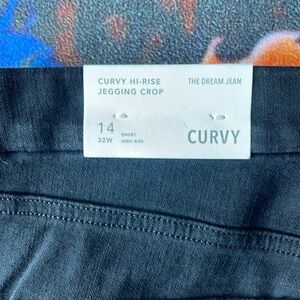 CURVY HI-RISE
JEGGING CROP
THE DREAM JEAN
14
SHORT
32W
HIGH RISE
CURVY